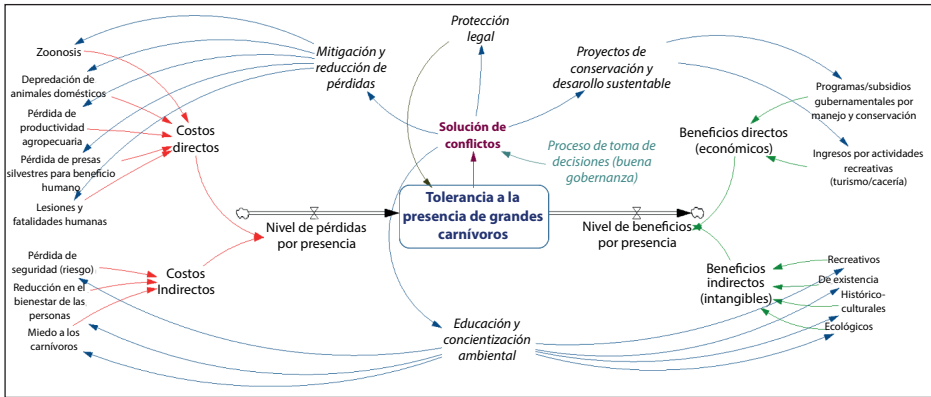 Zoonosis
Depredación de
animales domésticos
Pérdida de
productividad
agropecuaria
Pérdida de presas
silvestres para beneficio
humano
Lesiones y
fatalidades humanas
Costos
directos
Mitigación y
reducción de
pérdidas
Protección
legal
Proyectos de
conservación y
desarollo sustentable
Solución de
conflictos
Proceso de toma de
decisiones (buena
gobernanza)
Programas/subsidios
gubernamentales por
manejo y conservación
Beneficios directos
(económicos)
Ingresos por actividades
recreativas
(turismo/cacería)
Nivel de pérdidas
por presencia
Tolerancia a la
presencia de grandes
carnívoros
Nivel de beneficios
por presencia
Pérdida de
seguridad (riesgo)
Reducción en el
bienestar de las
personas
Miedo a los
carnívoros
Costos
Indirectos
Educación y
concientización
ambiental
Beneficios
indirectos
(intangibles)
Recreativos
De existencia
Histórico-
culturales
Ecológicos